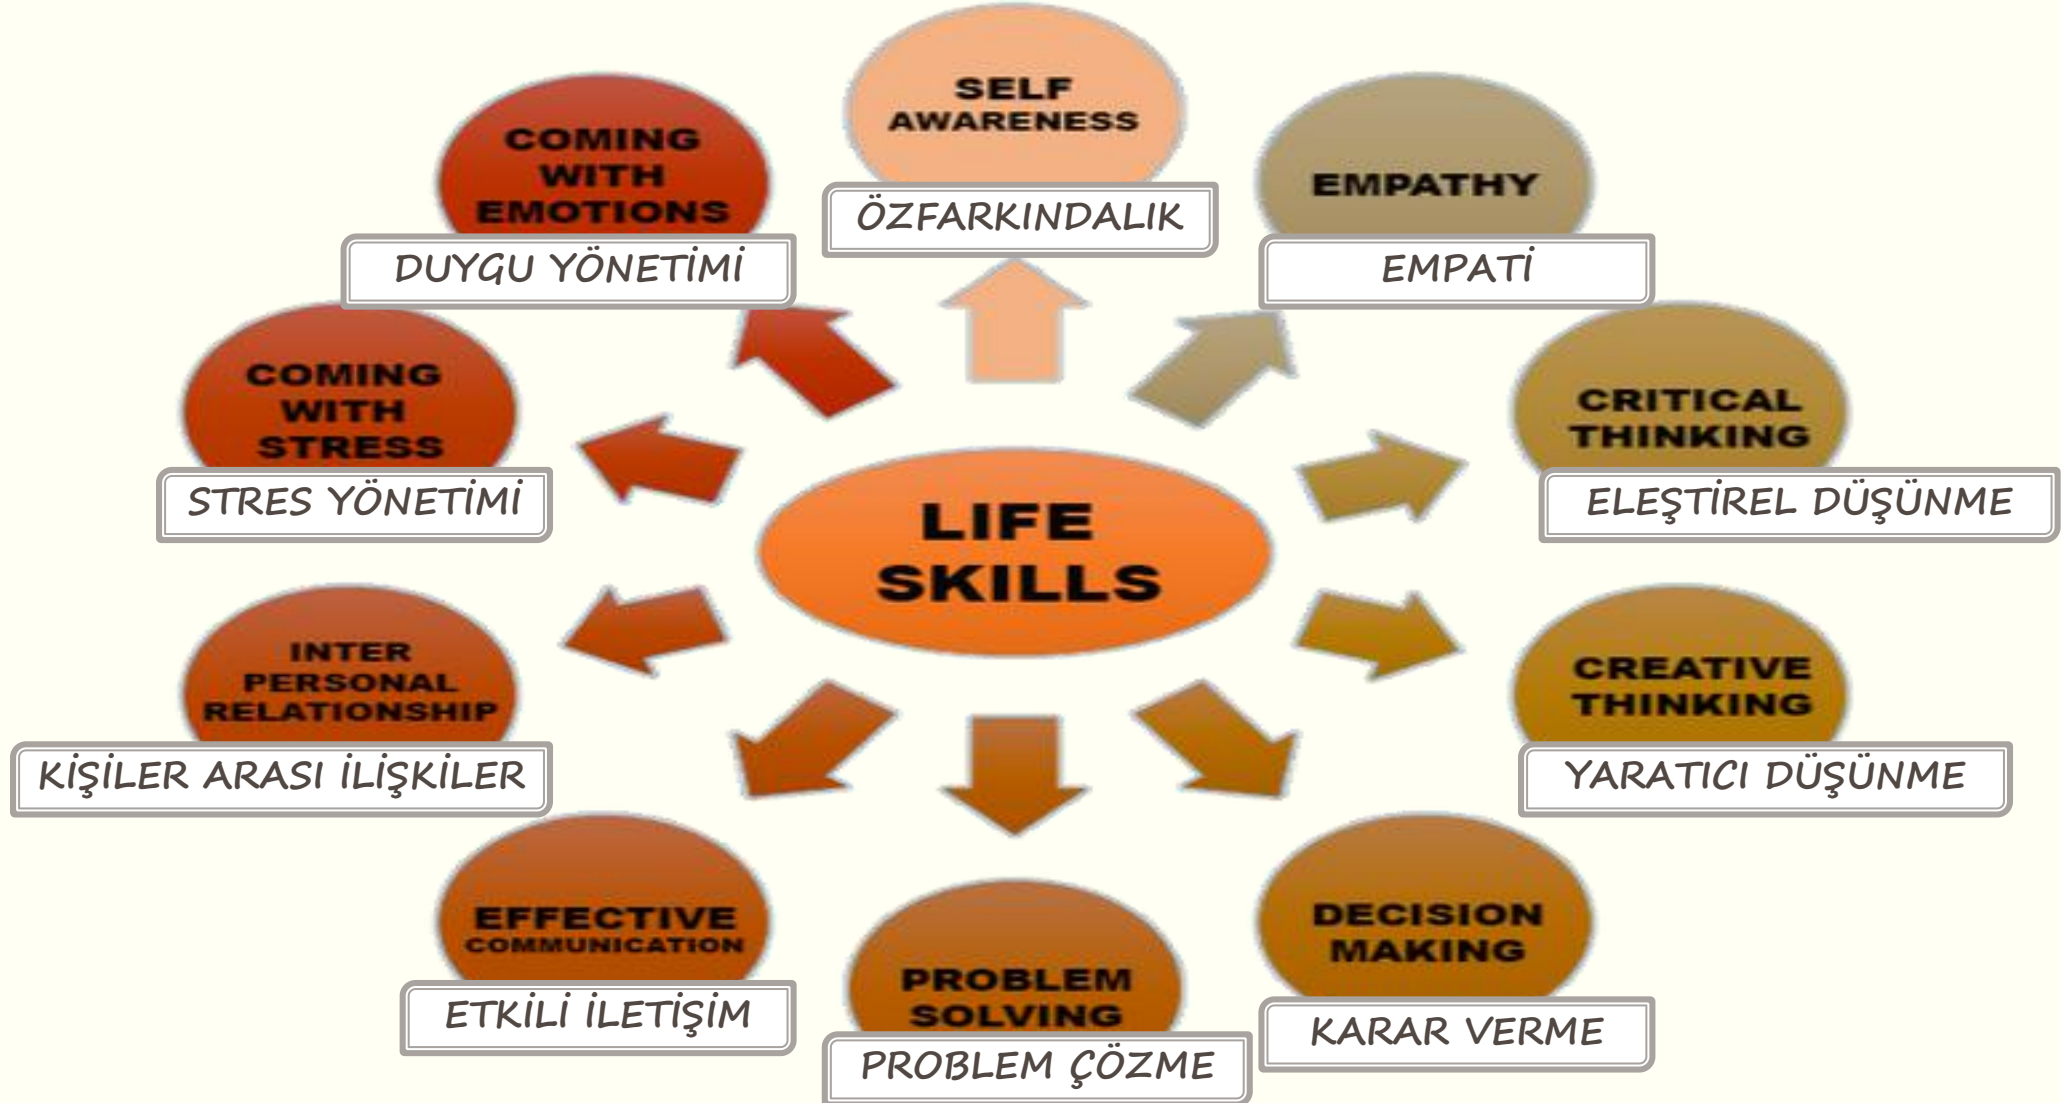 SELF
AWARENESS
ÖZFARKINDALIK
EMPATHY
EMPATİ
CRITICAL
THINKING
ELEŞTİREL DÜŞÜNME
CREATIVE
THINKING
YARATICI DÜŞÜNME
DECISION
MAKING
KARAR VERME
PROBLEM
SOLVING
PROBLEM ÇÖZME
EFFECTIVE
COMMUNICATION
ETKİLİ İLETİŞİM
INTER
PERSONAL
RELATIONSHIP
KİŞİLER ARASI İLİŞKİLER
COMING
WITH
STRESS
STRES YÖNETİMİ
COMING
WITH
EMOTIONS
DUYGU YÖNETİMİ
LIFE
SKILLS